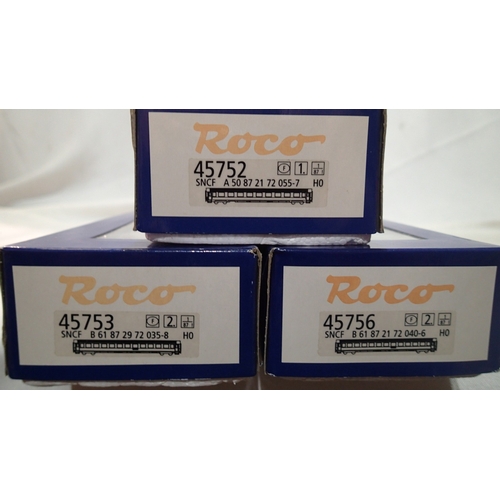 Roco
45752 1.
SNCF A 50 87 21 72 055-7 H0
Roco
45753 2.
SNCF B 61 87 29 72 035-8 H0
Roco
45756 2.
SNCF B 61 87 21 72 040-6 H0